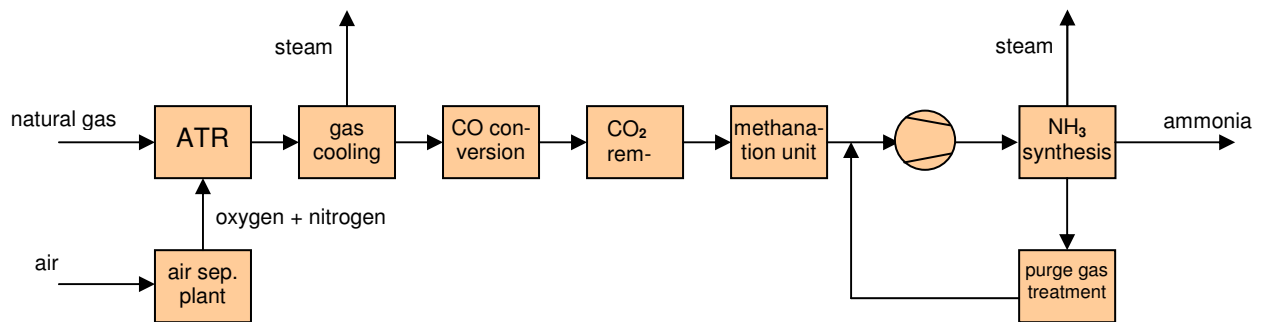 steam
steam
natural gas
ATR
gas
cooling
CO con-
version
CO₂
rem-
methana-
tion unit
NH₃
synthesis
ammonia
oxygen + nitrogen
air
air sep.
plant
purge gas
treatment